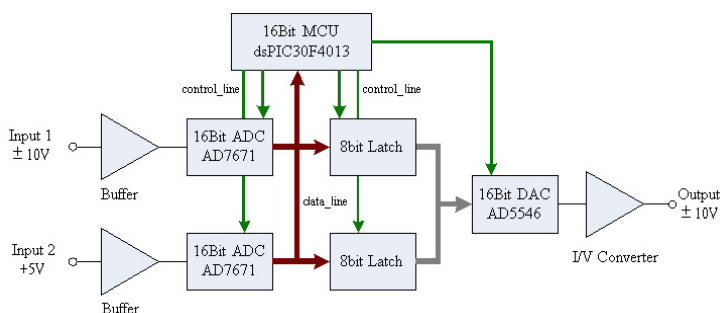 16Bit MCU
dsPIC30F4013
control_line
control_line
Input 1
± 10V
Buffer
16Bit ADC
AD7671
8bit Latch
data_line
16Bit DAC
AD5546
Output
± 10V
I/V Converter
Input 2
+5V
Buffer
16Bit ADC
AD7671
8bit Latch